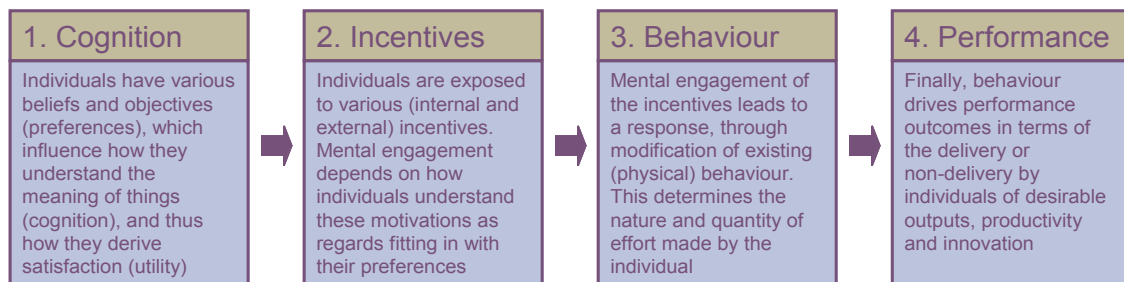 1. Cognition
Individuals have various
beliefs and objectives
(preferences), which
influence how they
understand the
meaning of things
(cognition), and thus
how they derive
satisfaction (utility)
2. Incentives
Individuals are exposed
to various (internal and
external) incentives.
Mental engagement
depends on how
individuals understand
these motivations as
regards fitting in with
their preferences
3. Behaviour
Mental engagement of
the incentives leads to
a response, through
modification of existing
(physical) behaviour.
This determines the
nature and quantity of
effort made by the
individual
4. Performance
Finally, behaviour
drives performance
outcomes in terms of
the delivery or
non-delivery by
individuals of desirable
outputs, productivity
and innovation